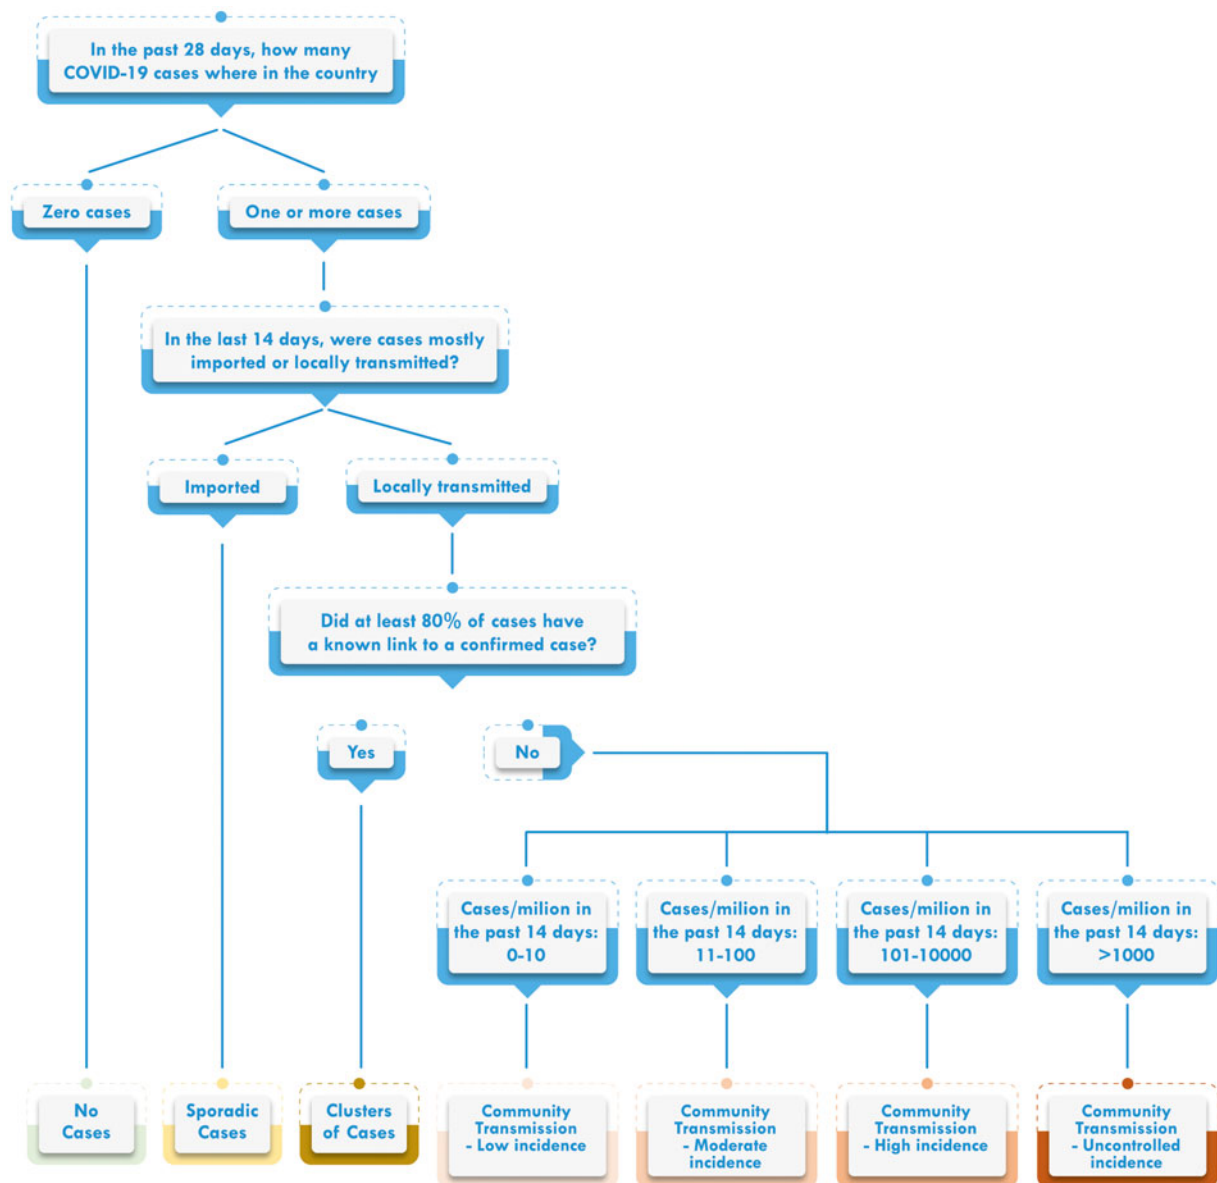 In the past 28 days, how many
COVID-19 cases where in the country
Zero cases
One or more cases
In the last 14 days, were cases mostly
imported or locally transmitted?
Imported
Locally transmitted
Did at least 80% of cases have
a known link to a confirmed case?
Yes
No
Cases/milion in
the past 14 days:
0-10
Cases/milion in
the past 14 days:
11-100
Cases/milion in
the past 14 days:
101-10000
Cases/milion in
the past 14 days:
>1000
No
Cases
Sporadic
Cases
Clusters
of Cases
Community
Transmission
- Low incidence
Community
Transmission
- Moderate
incidence
Community
Transmission
- High incidence
Community
Transmission
- Uncontrolled
incidence